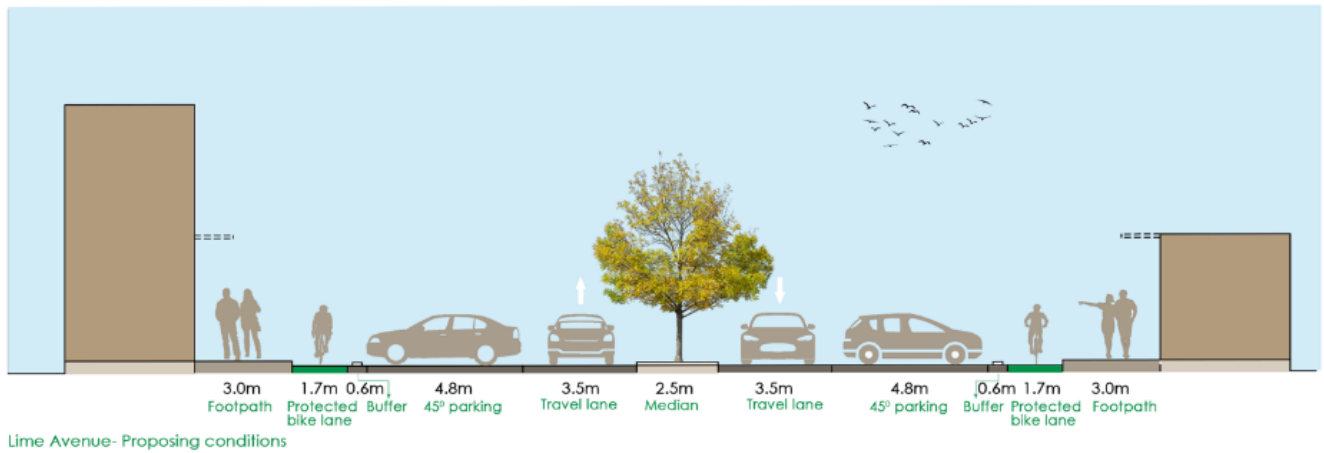 3.0m 1.7m 0.6m 4.8m 3.5m 2.5m 3.5m 4.8m 0.6m 1.7m 3.0m
Footpath Protected Buffer 45⁰ parking Travel lane Median Travel lane 45⁰ parking Buffer Protected Footpath
bike lane bike lane
Lime Avenue- Proposing conditions